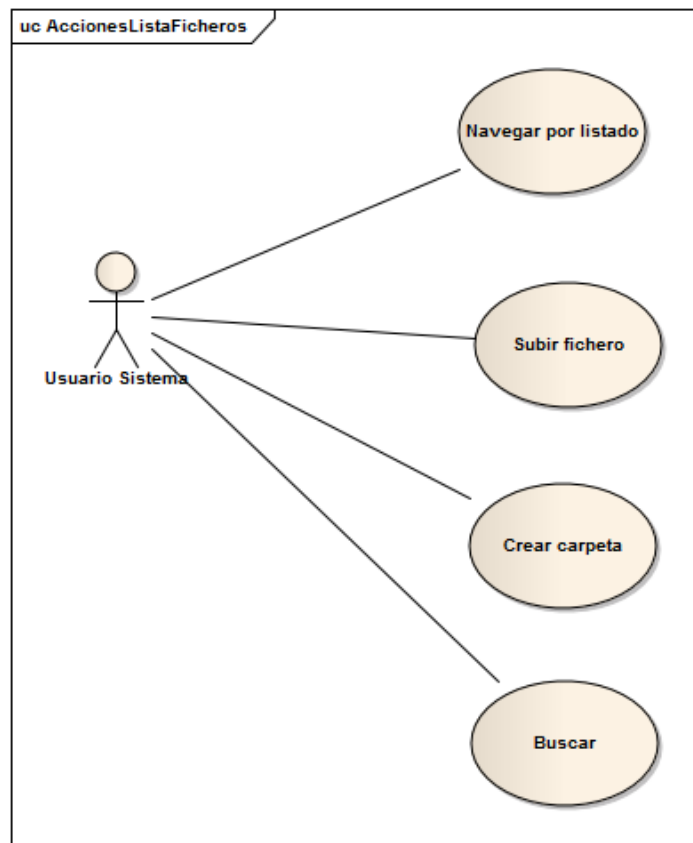 uc AccionesListaFicheros
Navegar por listado
Usuario Sistema
Subir fichero
Crear carpeta
Buscar